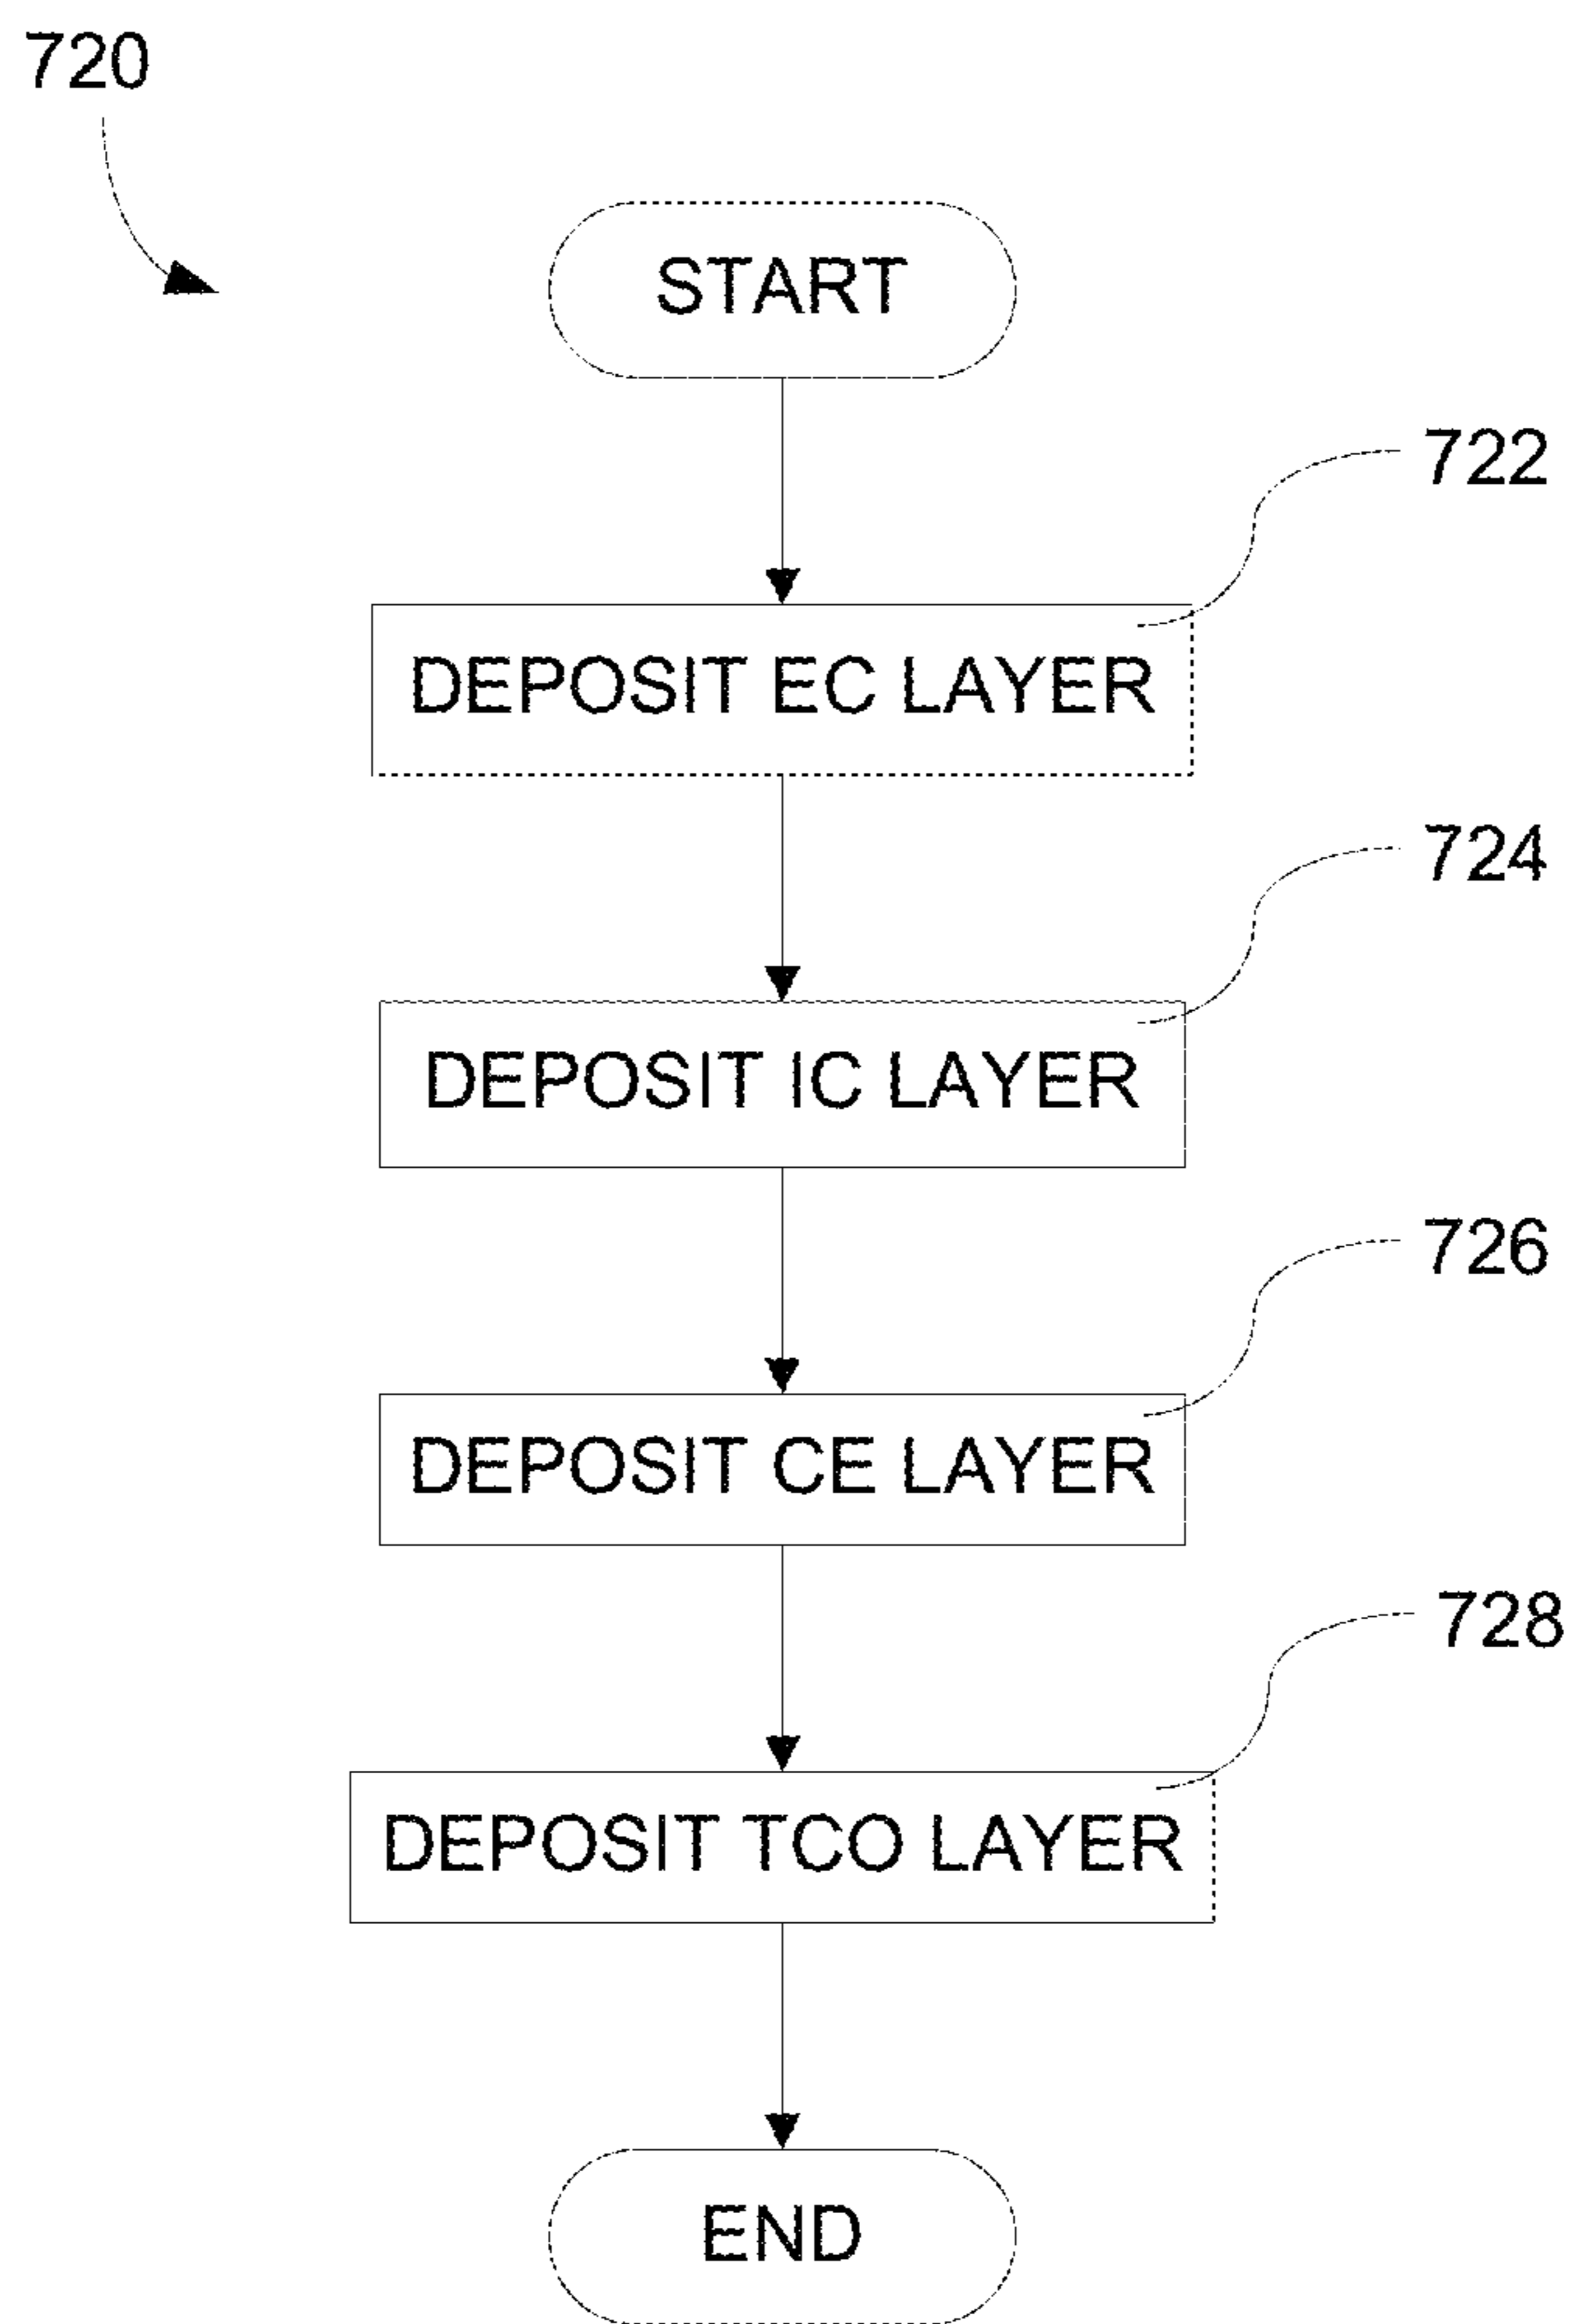 720
START
722
DEPOSIT EC LAYER
724
DEPOSIT IC LAYER
726
DEPOSIT CE LAYER
728
DEPOSIT TCO LAYER
END